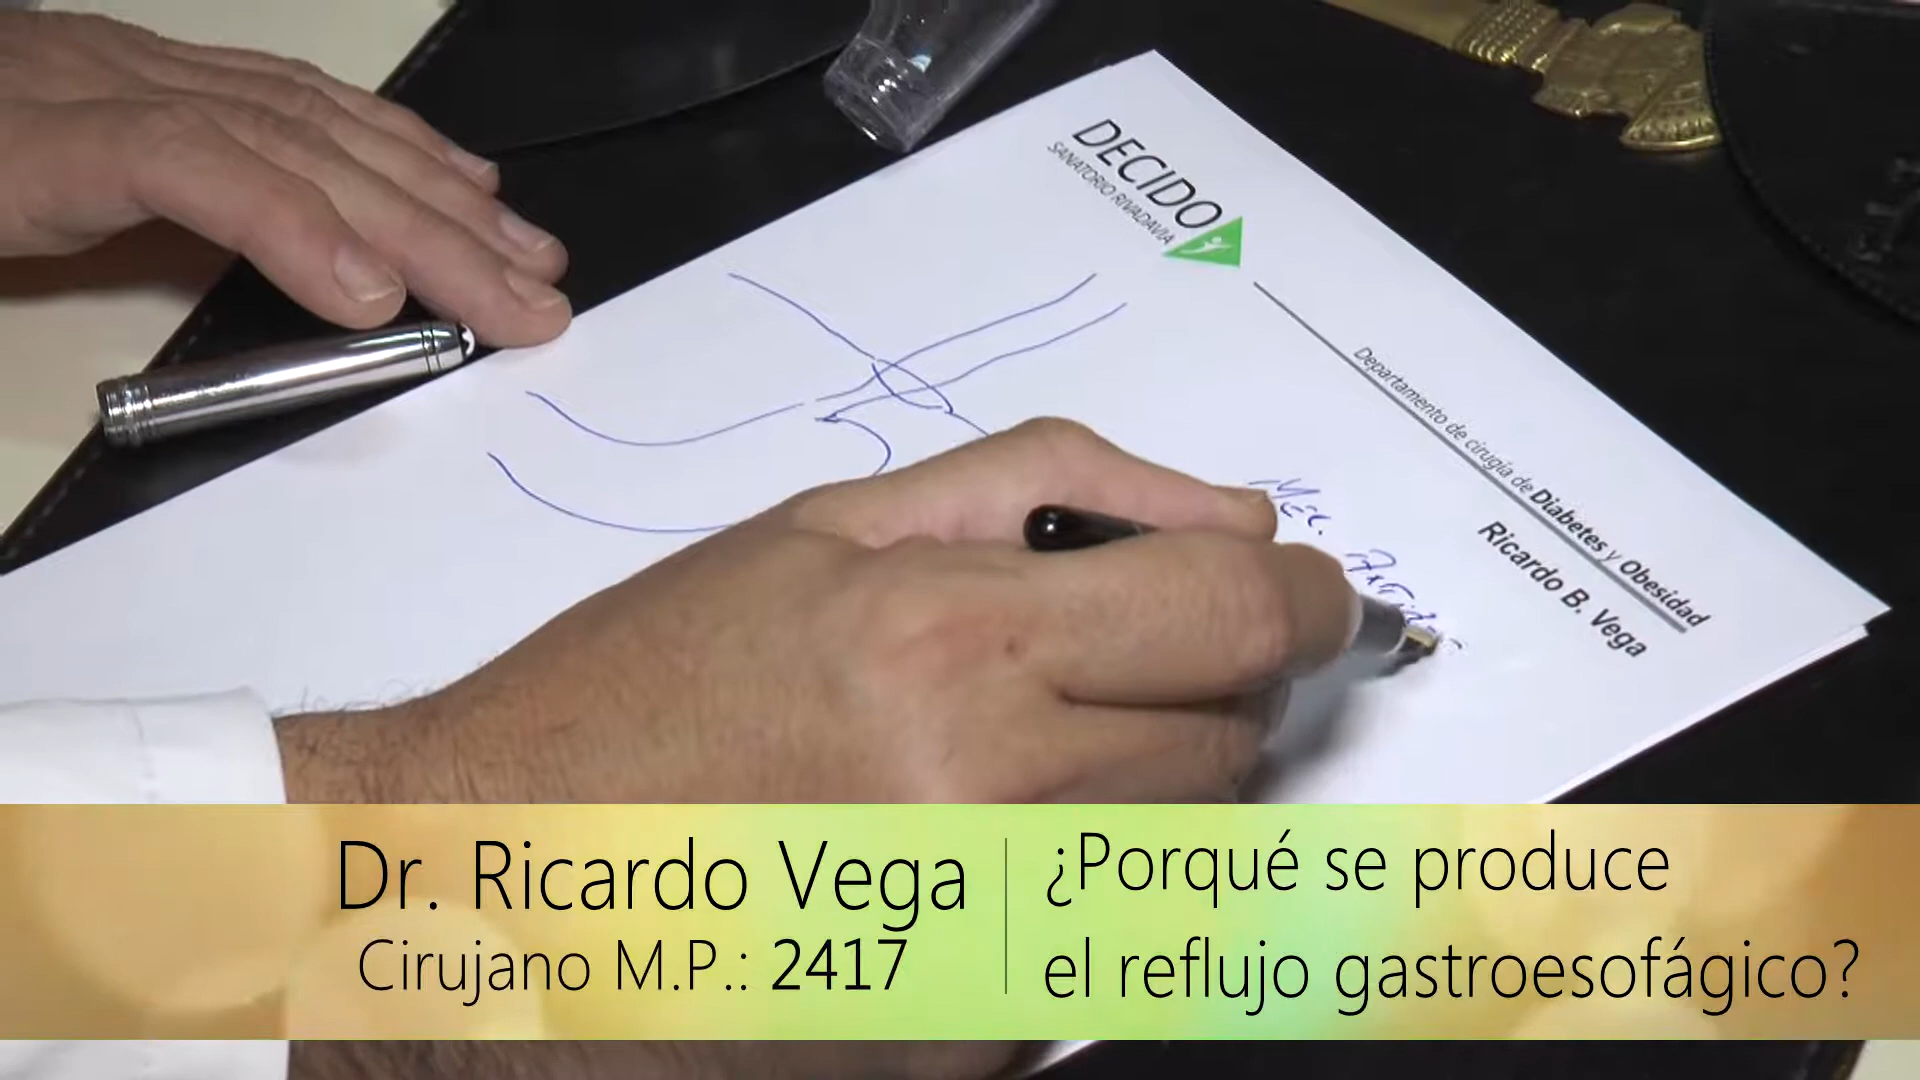 DECIDO
SANATORIO RIVADAVIA
Departamento de cirugía de Diabetes y Obesidad
Ricardo B. Vega
Mec.
Dr. Ricardo Vega
Cirujano M.P.: 2417
¿Porqué se produce
el reflujo gastroesofágico?